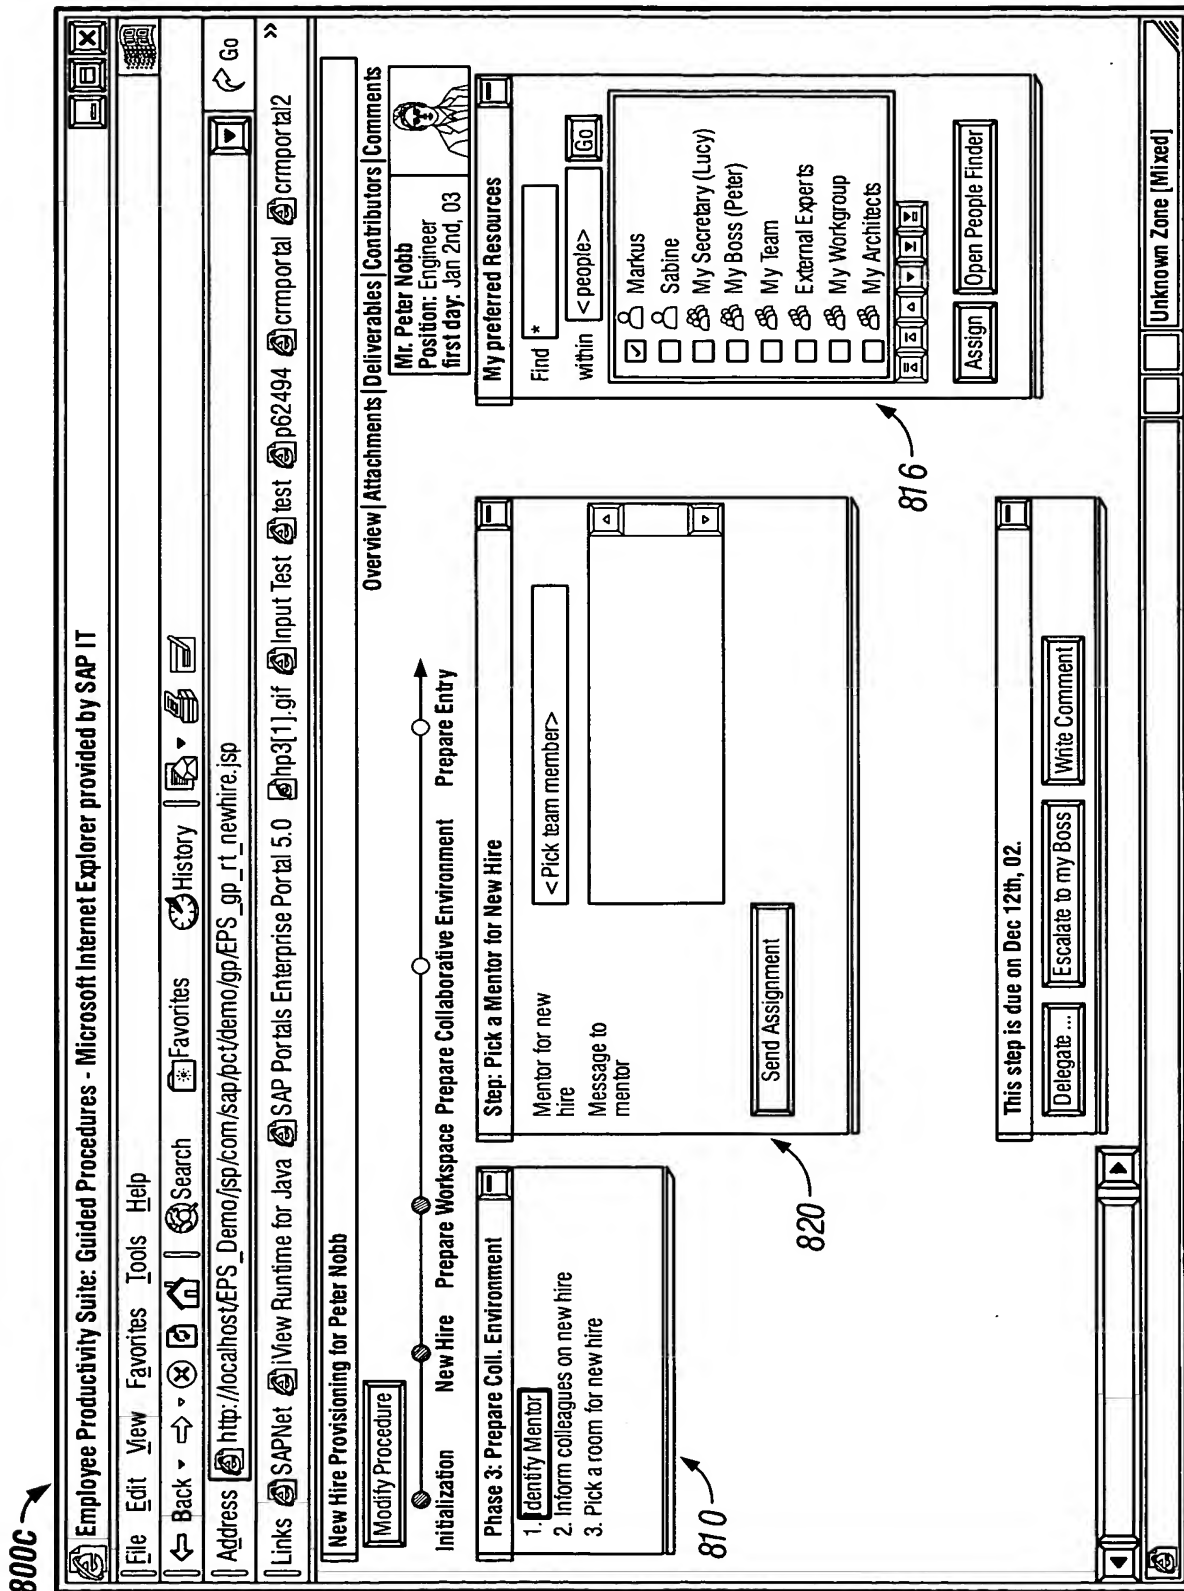 800C
Employee Productivity Suite: Guided Procedures - Microsoft Internet Explorer provided by SAP IT
File Edit View Favorites Tools Help
Back Search Favorites History
Address http://localhost/EPS_Demo/jsp/com/sap/pct/demo/gp/EPS_gp_rt_newhire.jsp Go
Links SAPNet iView Runtime for Java SAP Portals Enterprise Portal 5.0 hp3[1].gif Input Test test p62494 crmportal crmportal2 »
New Hire Provisioning for Peter Nobb
Overview | Attachments | Deliverables | Contributors | Comments
Modify Procedure
Mr. Peter Nobb
Position: Engineer
first day: Jan 2nd, 03
Initialization New Hire Prepare Workspace Prepare Collaborative Environment Prepare Entry
Phase 3: Prepare Coll. Environment
1. Identify Mentor
2. Inform colleagues on new hire
3. Pick a room for new hire
810
Step: Pick a Mentor for New Hire
Mentor for new
hire
<Pick team member>
Message to
mentor
Send Assignment
820
My preferred Resources
Find *
within <people> Go
Markus
Sabine
My Secretary (Lucy)
My Boss (Peter)
My Team
External Experts
My Workgroup
My Architects
Assign Open People Finder
816
This step is due on Dec 12th, 02.
Delegate ... Escalate to my Boss Write Comment
Unknown Zone [Mixed]